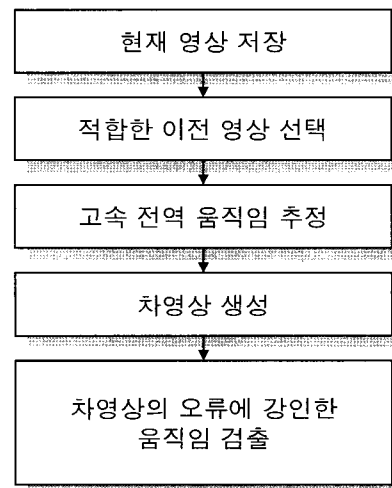 현재 영상 저장
적합한 이전 영상 선택
고속 전역 움직임 추정
차영상 생성
차영상의 오류에 강인한
움직임 검출